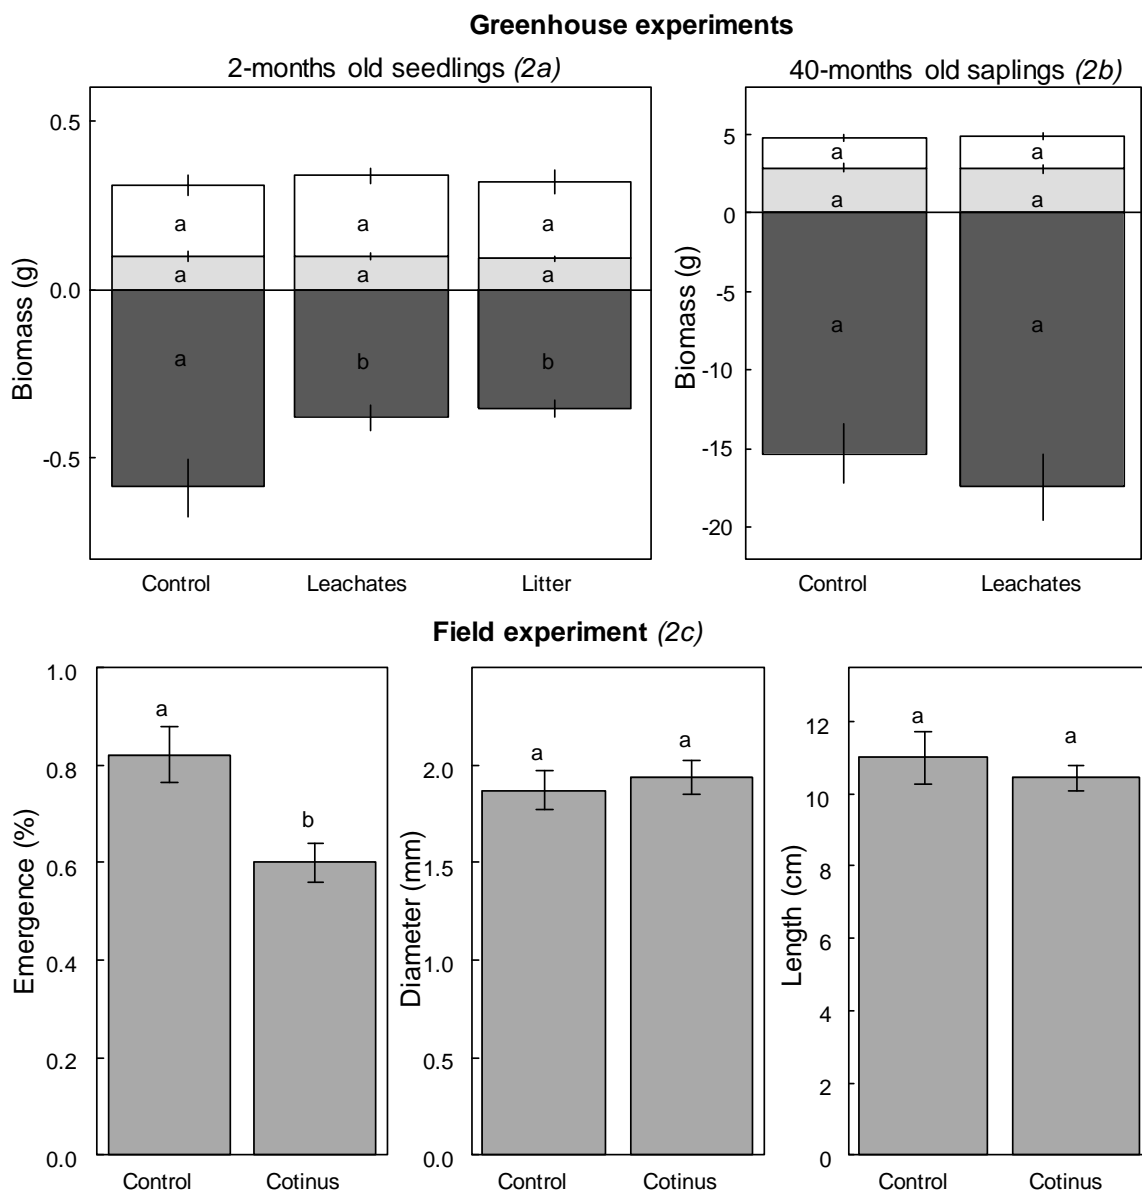 Greenhouse experiments
2-months old seedlings (2a)
40-months old saplings (2b)
Biomass (g)
0.5
0.0
-0.5
a
a
a
a
a
a
a
b
b
Control
Leachates
Litter
Biomass (g)
5
0
-5
-10
-15
-20
a
a
a
a
a
a
Control
Leachates
Field experiment (2c)
Emergence (%)
1.0
0.8
0.6
0.4
0.2
0.0
a
b
Control
Cotinus
Diameter (mm)
2.0
1.5
1.0
0.5
0.0
a
a
Control
Cotinus
Length (cm)
12
10
8
6
4
2
0
a
a
Control
Cotinus